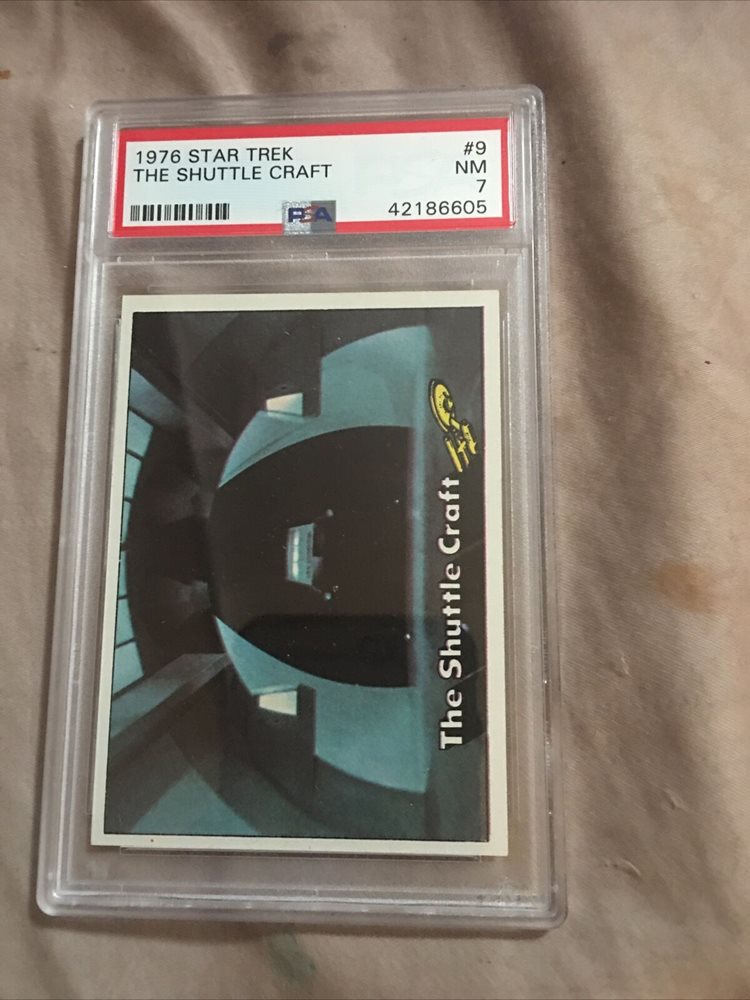 1976 STAR TREK #9
THE SHUTTLE CRAFT NM
7
PSA 42186605
The Shuttle Craft